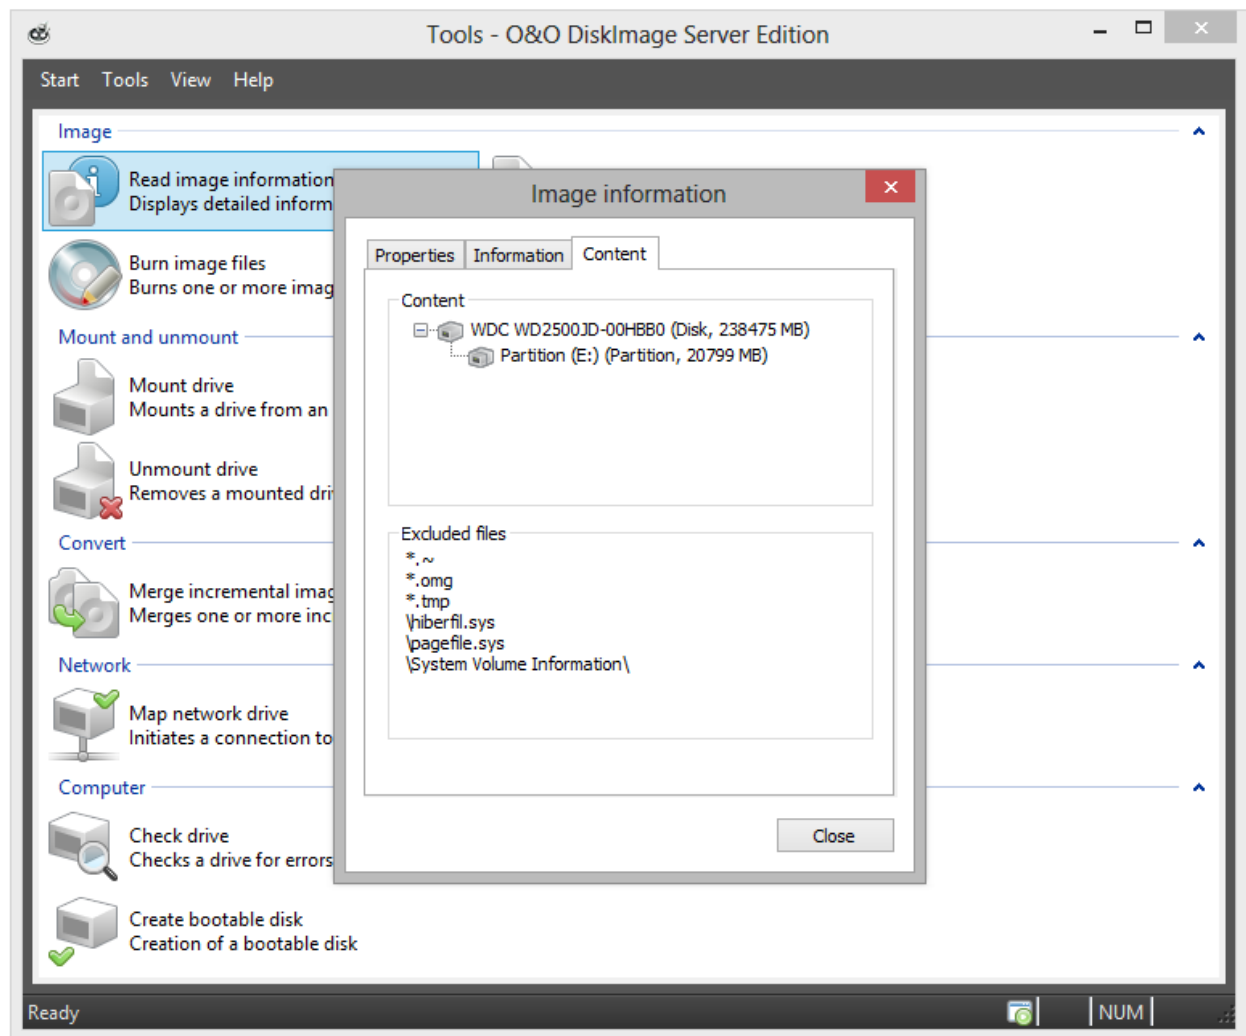 Tools - O&O DiskImage Server Edition
Start Tools View Help
Image
Read image information
Displays detailed inform
Burn image files
Burns one or more imag
Mount and unmount
Mount drive
Mounts a drive from an
Unmount drive
Removes a mounted dri
Convert
Merge incremental imag
Merges one or more inc
Network
Map network drive
Initiates a connection to
Computer
Check drive
Checks a drive for errors
Create bootable disk
Creation of a bootable disk
Image information
Properties Information Content
Content
WDC WD2500JD-00HBB0 (Disk, 238475 MB)
Partition (E:) (Partition, 20799 MB)
Excluded files
*.~
*.omg
*.tmp
\hiberfil.sys
\pagefile.sys
\System Volume Information\
Close
Ready
NUM